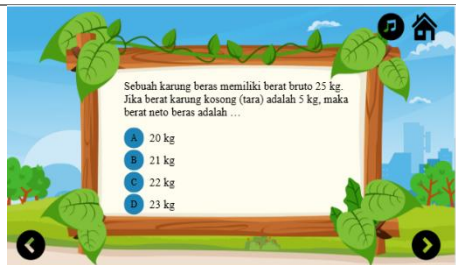 Sebuah karung beras memiliki berat bruto 25 kg.
Jika berat karung kosong (tara) adalah 5 kg, maka
berat neto beras adalah …
A 20 kg
B 21 kg
C 22 kg
D 23 kg